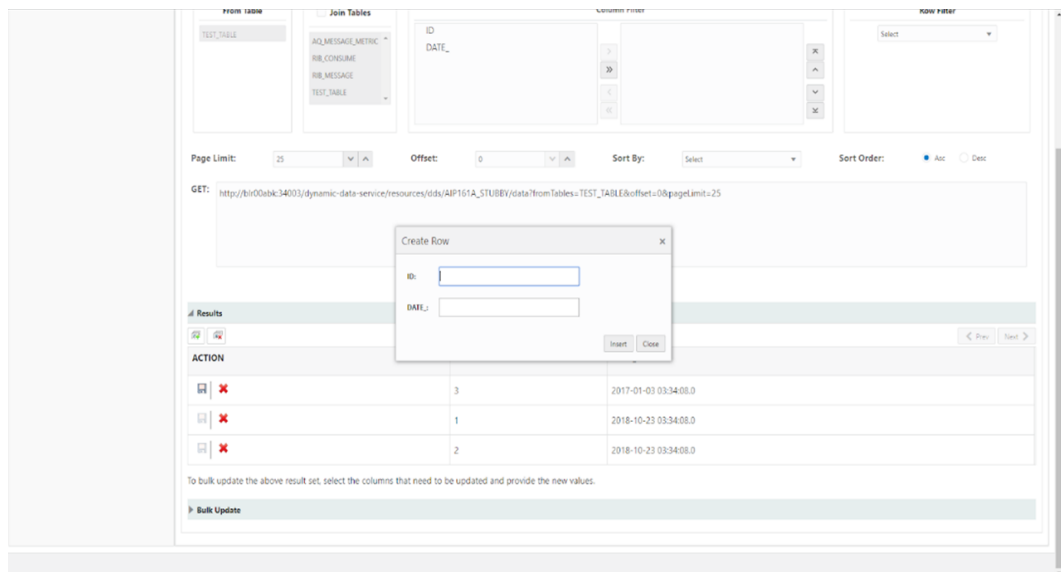 From Table
Join Tables
Column Filter
Row Filter
TEST_TABLE
AQ_MESSAGE_METRIC
RIB_CONSUME
RIB_MESSAGE
TEST_TABLE
ID
DATE_
Select
Page Limit: 25
Offset: 0
Sort By: Select
Sort Order: Asc Desc
GET: http://blr00ablc:34003/dynamic-data-service/resources/dds/AIP161A_STUBBY/data?fromTables=TEST_TABLE&offset=0&pageLimit=25
Create Row
ID:
DATE_:
Insert Close
Results
Prev Next
ACTION
3 2017-01-03 03:34:08.0
1 2018-10-23 03:34:08.0
2 2018-10-23 03:34:08.0
To bulk update the above result set, select the columns that need to be updated and provide the new values.
Bulk Update